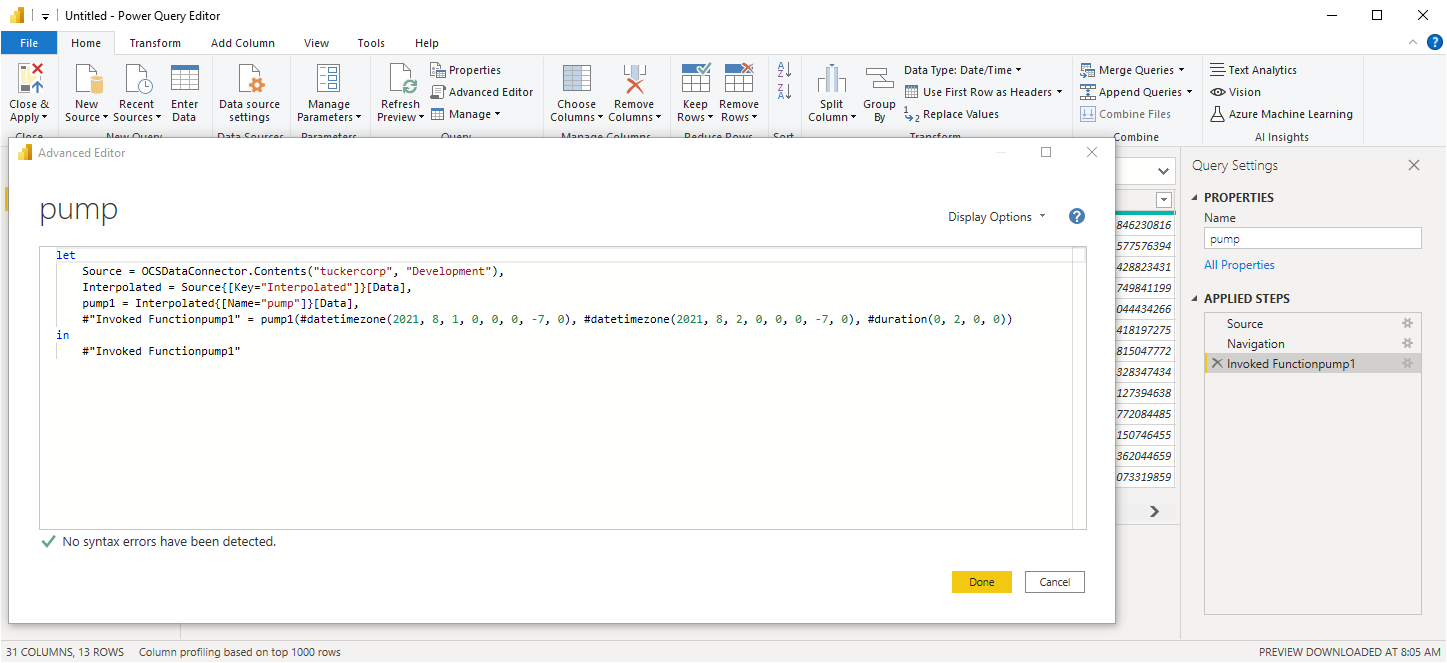 Untitled - Power Query Editor
File Home Transform Add Column View Tools Help
Close & Apply
New Source
Recent Sources
Enter Data
Data source settings
Manage Parameters
Refresh Preview
Properties
Advanced Editor
Manage
Choose Columns
Remove Columns
Keep Rows
Remove Rows
Split Column
Group By
Data Type: Date/Time
Use First Row as Headers
Replace Values
Merge Queries
Append Queries
Combine Files
Text Analytics
Vision
Azure Machine Learning
Close New Query Data Sources Parameters Query Manage Columns Reduce Rows Sort Transform Combine AI Insights
Advanced Editor
pump
Display Options
let
Source = OCSDataConnector.Contents("tuckercorp", "Development"),
Interpolated = Source{[Key="Interpolated"]}[Data],
pump1 = Interpolated{[Name="pump"]}[Data],
#"Invoked Functionpump1" = pump1(#datetimezone(2021, 8, 1, 0, 0, 0, -7, 0), #datetimezone(2021, 8, 2, 0, 0, 0, -7, 0), #duration(0, 2, 0, 0))
in
#"Invoked Functionpump1"
No syntax errors have been detected.
Done Cancel
846230816
577576394
428823431
749841199
044434266
418197275
815047772
328347434
127394638
772084485
150746455
362044659
073319859
Query Settings
PROPERTIES
Name
pump
All Properties
APPLIED STEPS
Source
Navigation
Invoked Functionpump1
31 COLUMNS, 13 ROWS Column profiling based on top 1000 rows
PREVIEW DOWNLOADED AT 8:05 AM